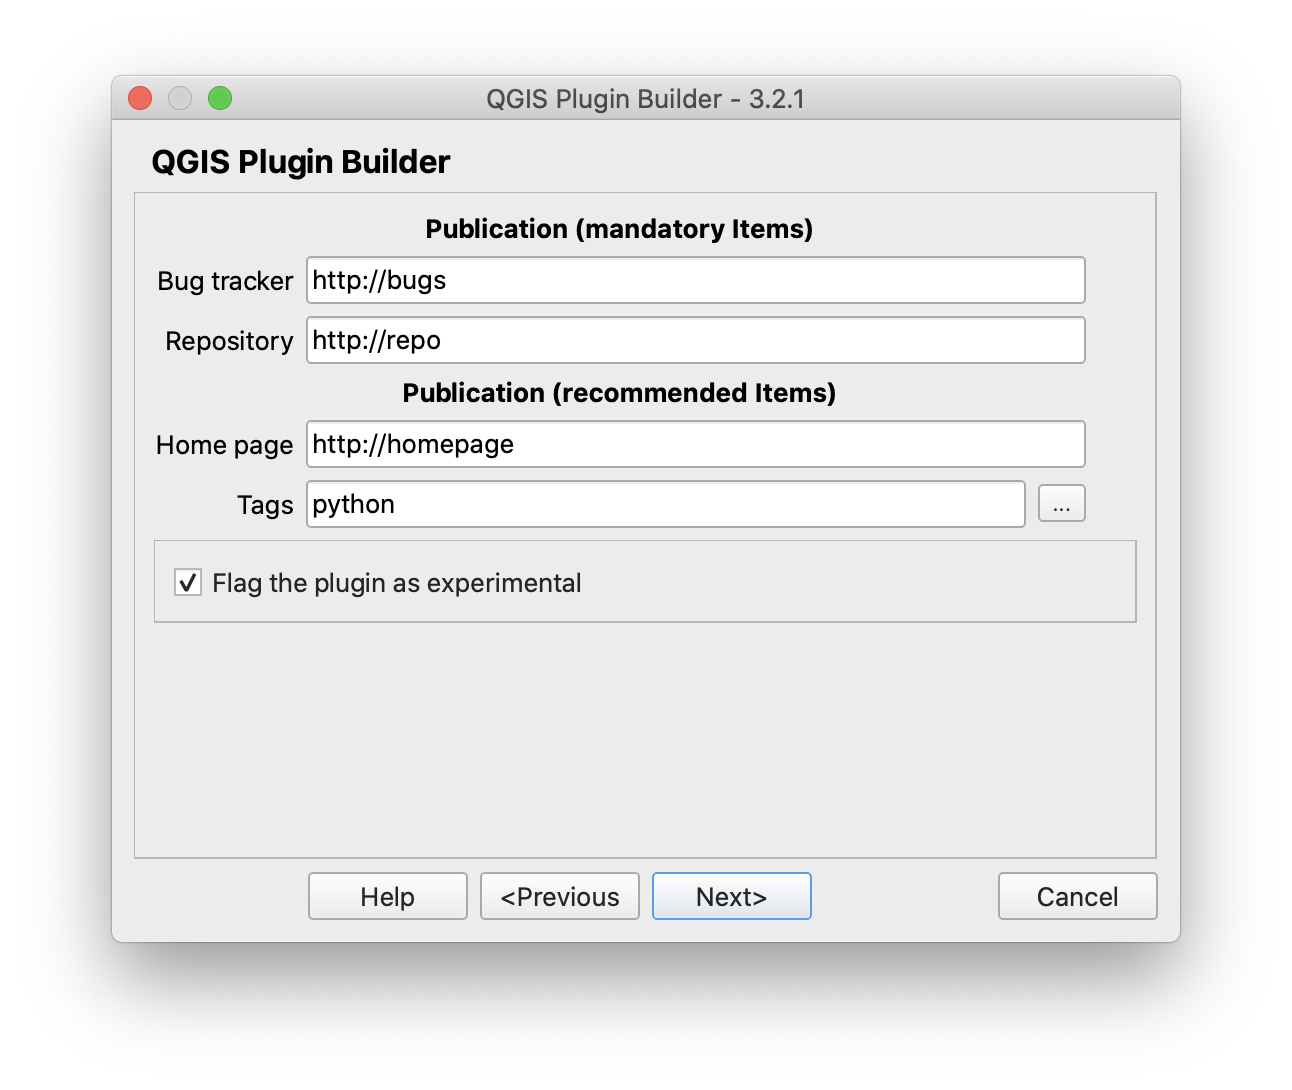 QGIS Plugin Builder - 3.2.1
QGIS Plugin Builder
Publication (mandatory Items)
Bug tracker http://bugs
Repository http://repo
Publication (recommended Items)
Home page http://homepage
Tags python ...
Flag the plugin as experimental
Help <Previous Next> Cancel